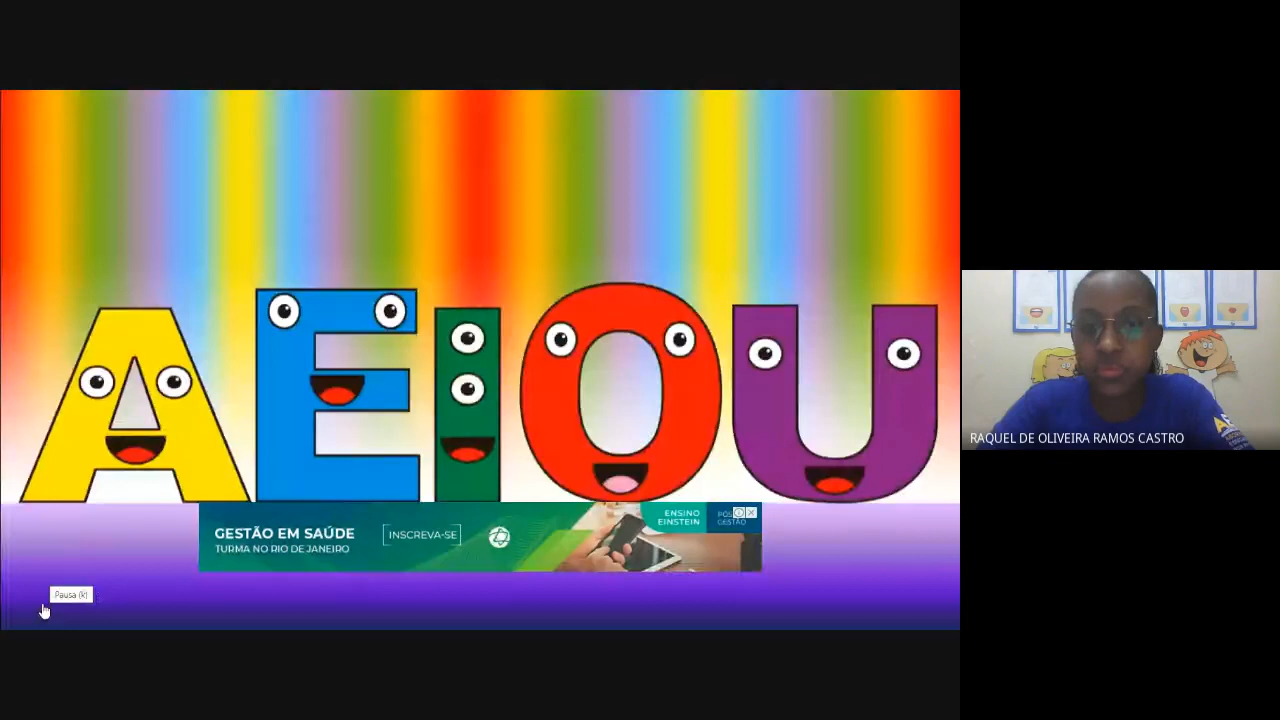 AEIOU
GESTÃO EM SAÚDE
TURMA NO RIO DE JANEIRO
INSCREVA-SE
ENSINO
EINSTEIN
PÓS
GESTÃO
Pausa (k)
RAQUEL DE OLIVEIRA RAMOS CASTRO